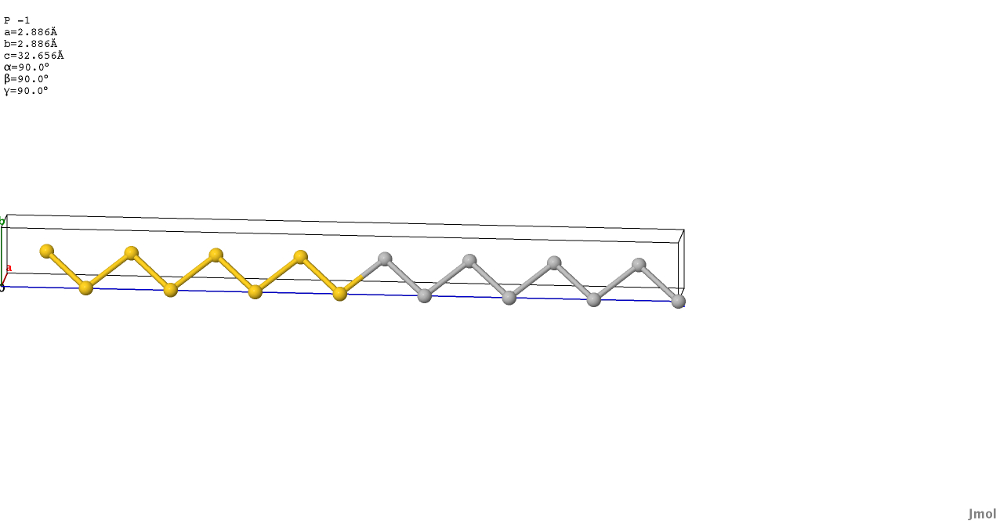 P -1
a=2.886Å
b=2.886Å
c=32.656Å
α=90.0°
β=90.0°
γ=90.0°
b
a
Jmol